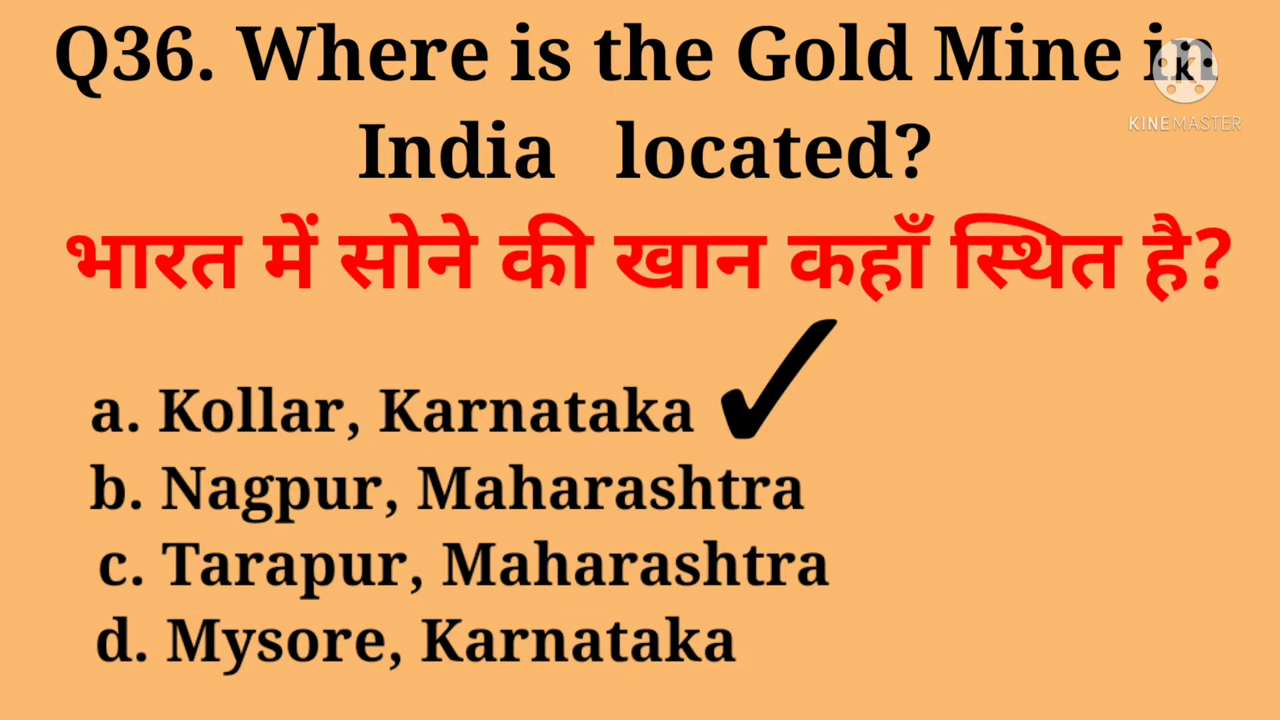 Q36. Where is the Gold Mine in
India located?
KINEMASTER
भारत में सोने की खान कहाँ स्थित है?
a. Kollar, Karnataka
b. Nagpur, Maharashtra
c. Tarapur, Maharashtra
d. Mysore, Karnataka